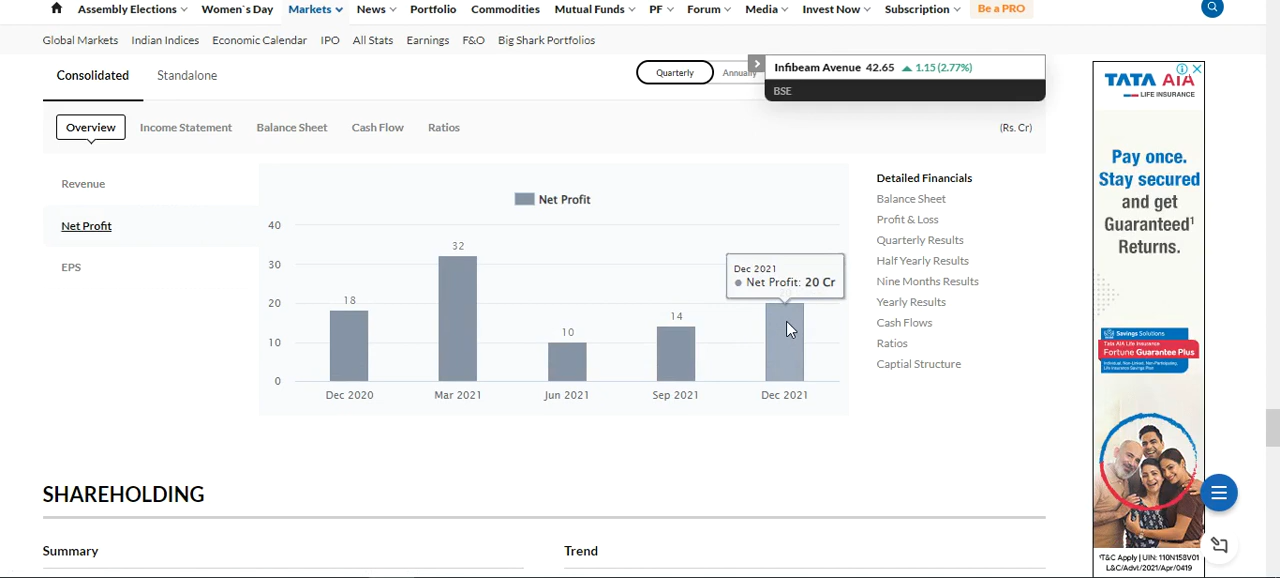 Assembly Elections Women`s Day Markets News Portfolio Commodities Mutual Funds PF Forum Media Invest Now Subscription Be a PRO
Global Markets Indian Indices Economic Calendar IPO All Stats Earnings F&O Big Shark Portfolios
Consolidated Standalone
Quarterly Annually
Infibeam Avenue 42.65 1.15 (2.77%)
BSE
Overview Income Statement Balance Sheet Cash Flow Ratios (Rs. Cr)
Revenue
Net Profit
EPS
Net Profit
40
30
20
10
0
18
32
10
14
Dec 2021
Net Profit: 20 Cr
Dec 2020 Mar 2021 Jun 2021 Sep 2021 Dec 2021
Detailed Financials
Balance Sheet
Profit & Loss
Quarterly Results
Half Yearly Results
Nine Months Results
Yearly Results
Cash Flows
Ratios
Captial Structure
SHAREHOLDING
Summary Trend
TATA AIA
LIFE INSURANCE
Pay once.
Stay secured
and get
Guaranteed¹
Returns.
Savings Solutions
Tata AIA Life Insurance
Fortune Guarantee Plus
¹T&C Apply | UIN: 110N158V01
L&C/Advt/2021/Apr/0419